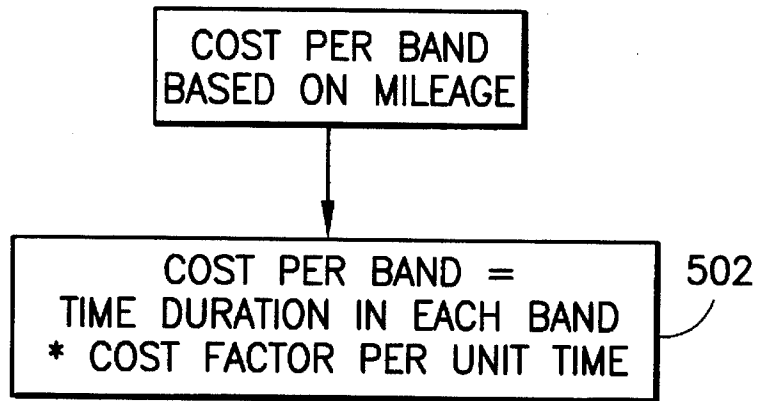 COST PER BAND
BASED ON MILEAGE
COST PER BAND =
TIME DURATION IN EACH BAND
* COST FACTOR PER UNIT TIME
502